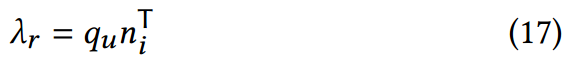 λ_r = q_u n_i^⊤ (17)